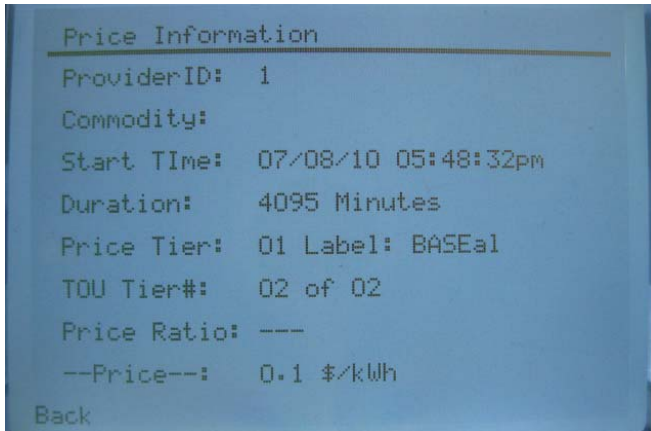 Price Information
ProviderID: 1
Commodity:
Start TIme: 07/08/10 05:48:32pm
Duration: 4095 Minutes
Price Tier: 01 Label: BASEal
TOU Tier#: 02 of 02
Price Ratio: ---
--Price--: 0.1 $/kWh
Back